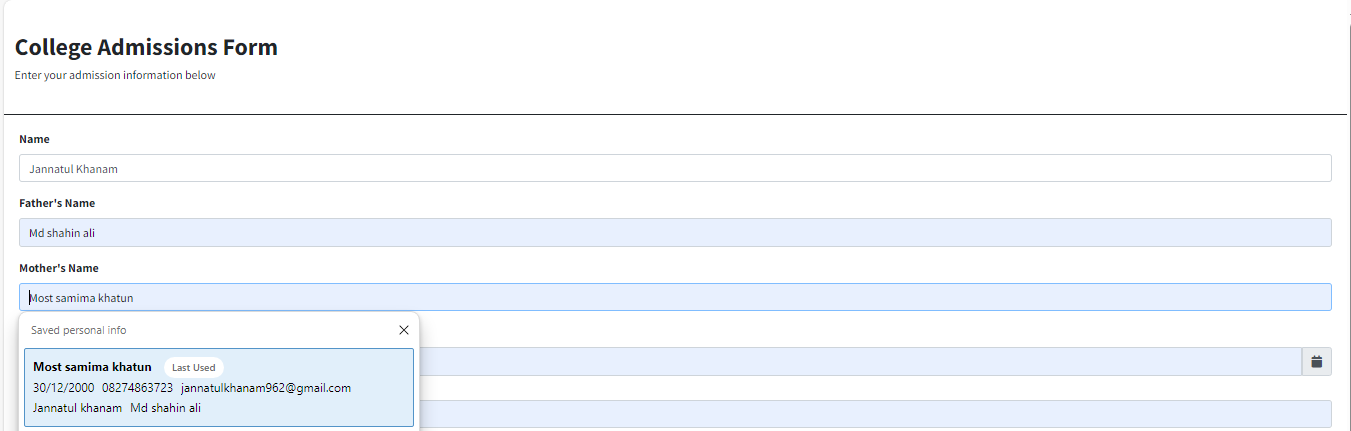 College Admissions Form
Enter your admission information below
Name
Jannatul Khanam
Father's Name
Md shahin ali
Mother's Name
Most samima khatun
Saved personal info
Most samima khatun Last Used
30/12/2000 08274863723 jannatulkhanam962@gmail.com
Jannatul khanam Md shahin ali